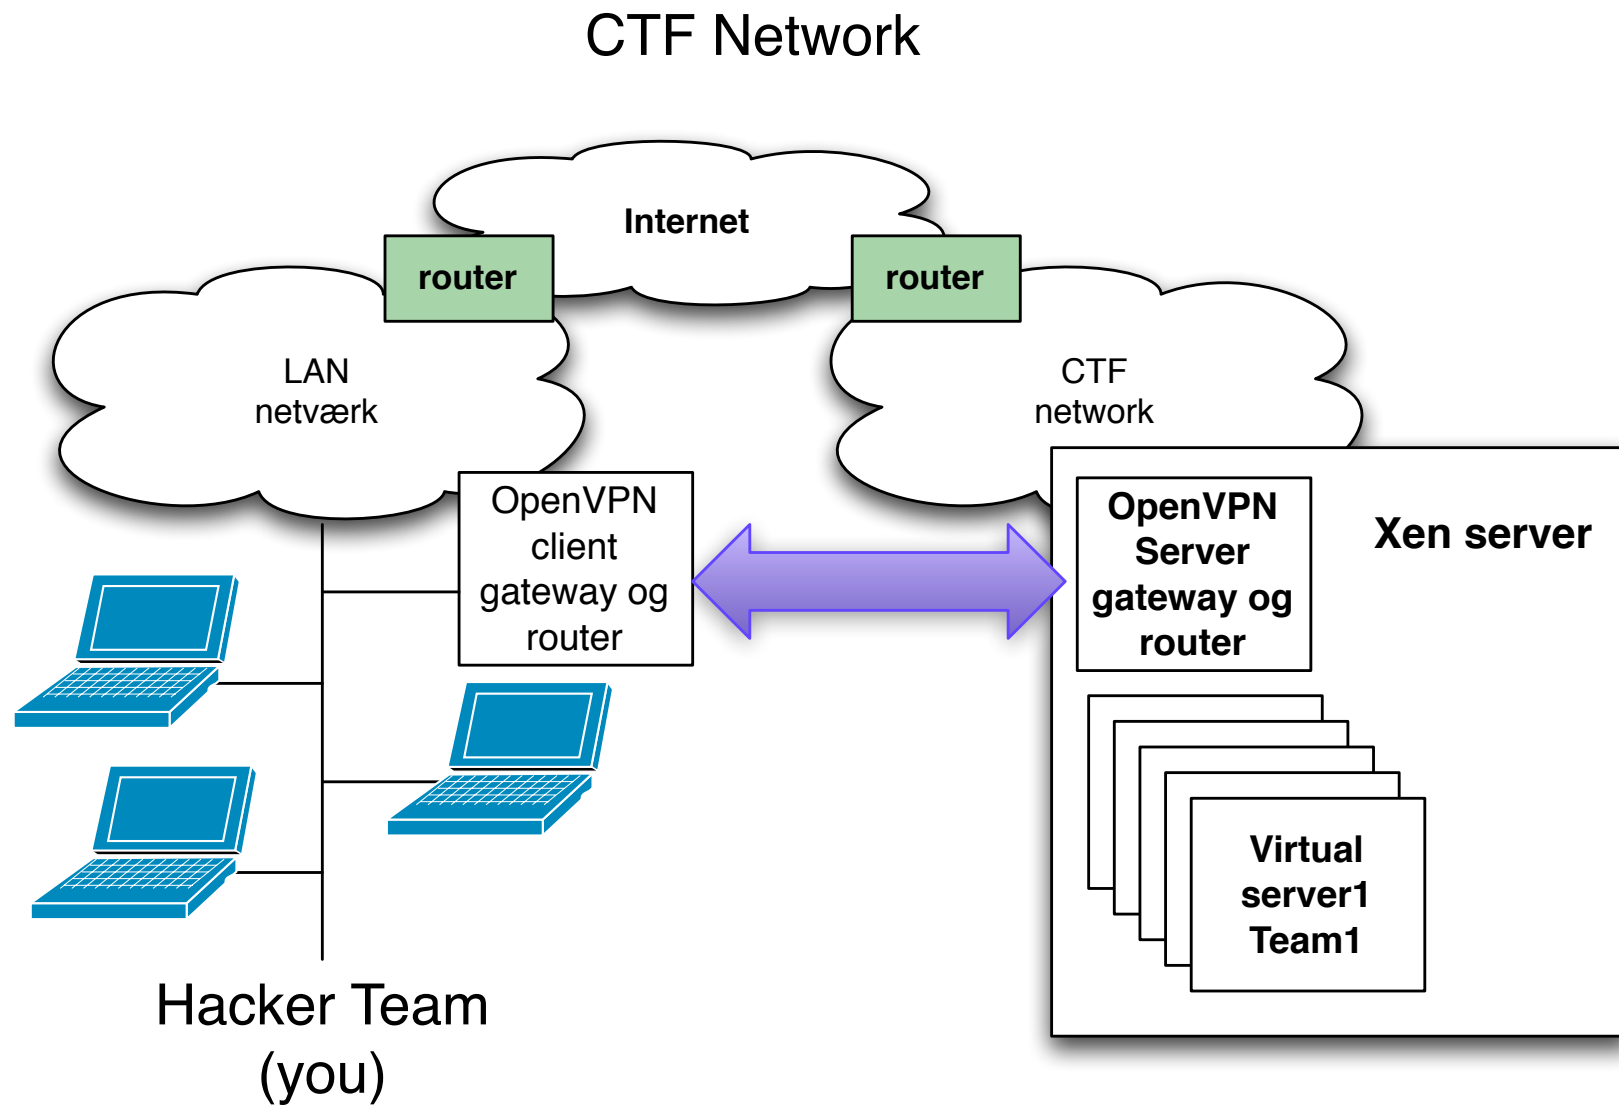 CTF Network
Internet
router
router
LAN
netværk
CTF
network
OpenVPN
client
gateway og
router
OpenVPN
Server
gateway og
router
Xen server
Virtual
server1
Team1
Hacker Team
(you)